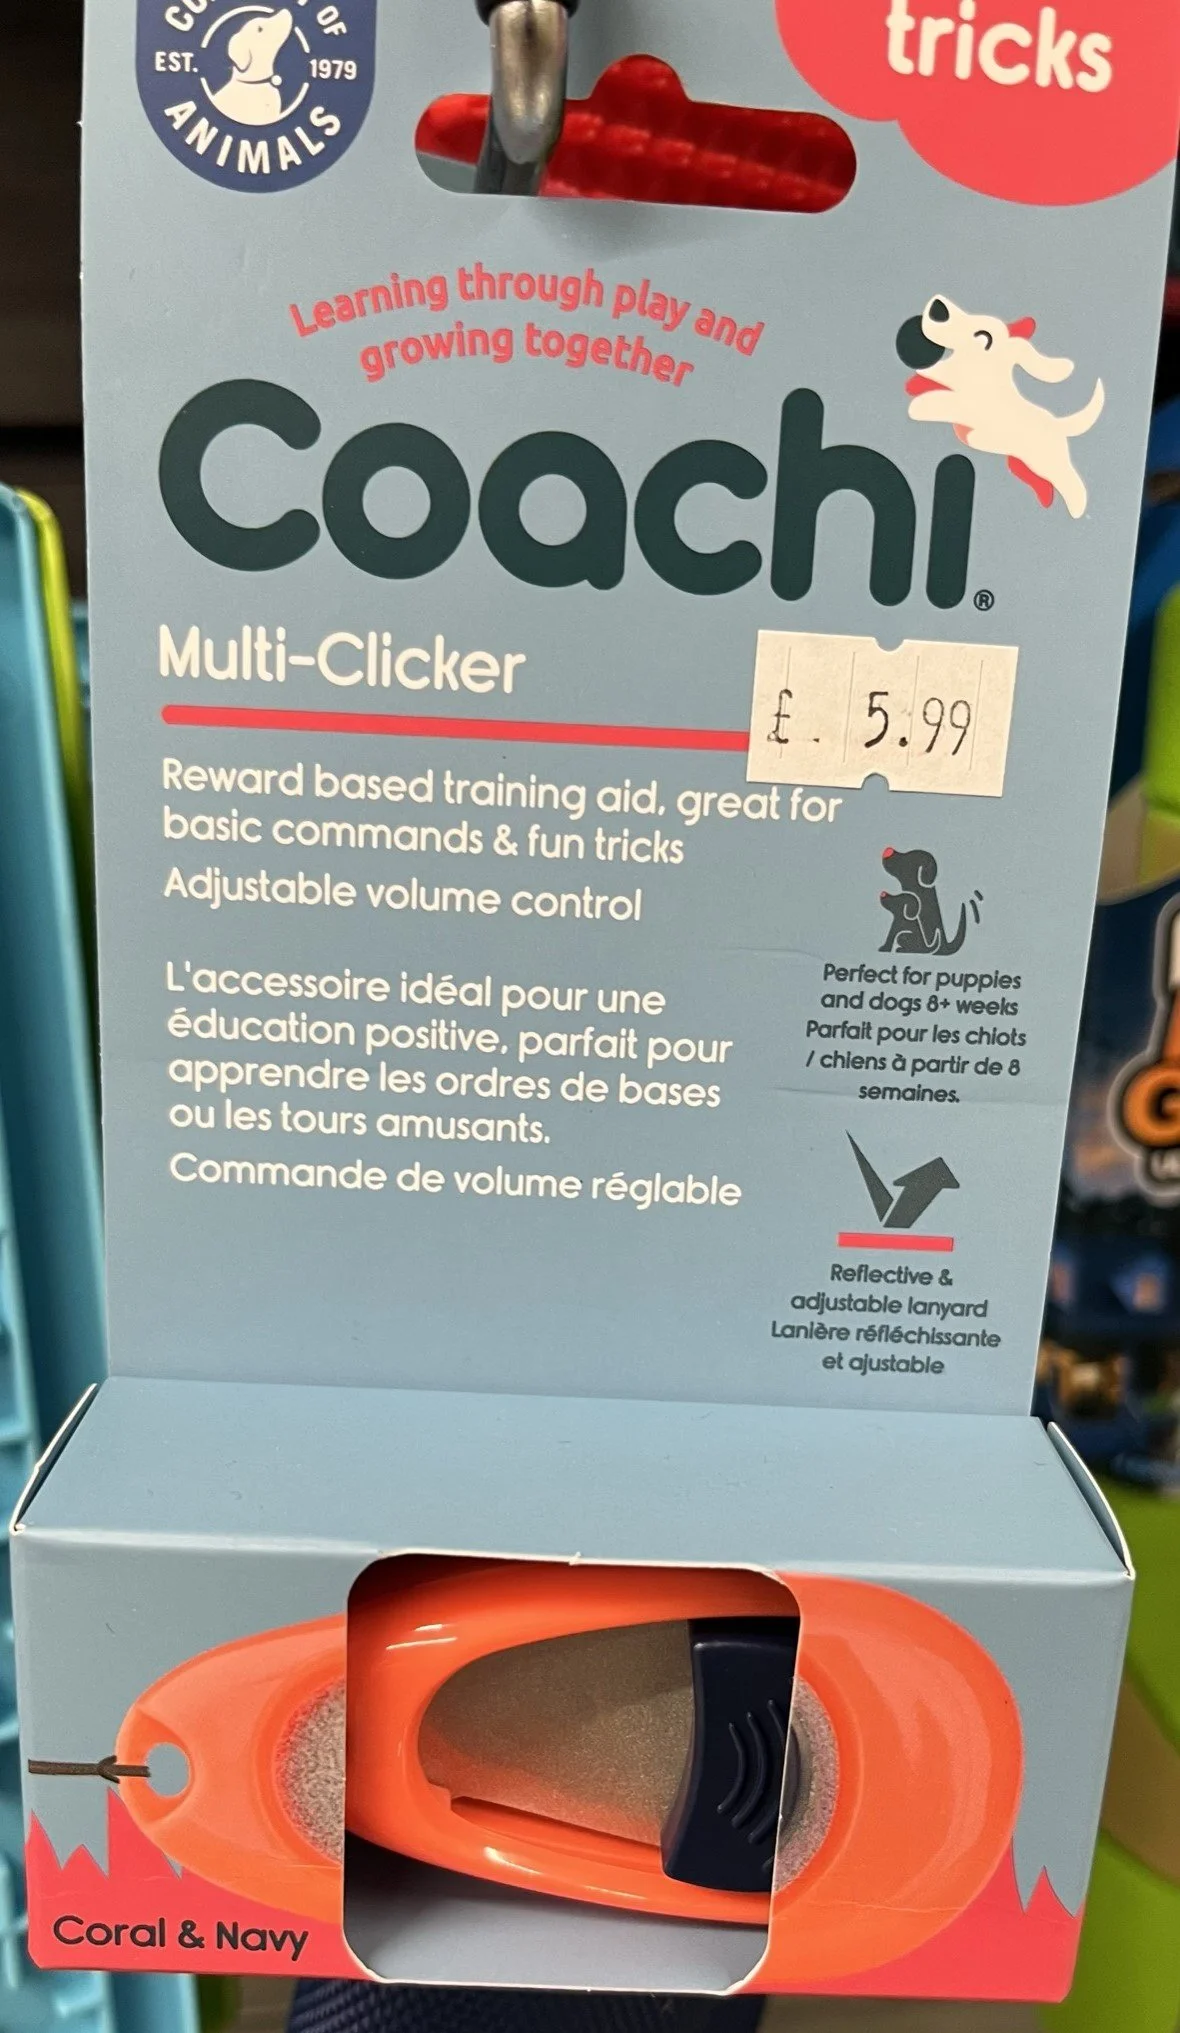 OF
EST. 1979
ANIMALS
tricks
Learning through play and
growing together
Coachi®
Multi-Clicker
£. 5.99
Reward based training aid, great for
basic commands & fun tricks
Adjustable volume control
L'accessoire idéal pour une
éducation positive, parfait pour
apprendre les ordres de bases
ou les tours amusants.
Commande de volume réglable
Perfect for puppies
and dogs 8+ weeks
Parfait pour les chiots
/ chiens à partir de 8
semaines.
Reflective &
adjustable lanyard
Lanière réfléchissante
et ajustable
Coral & Navy